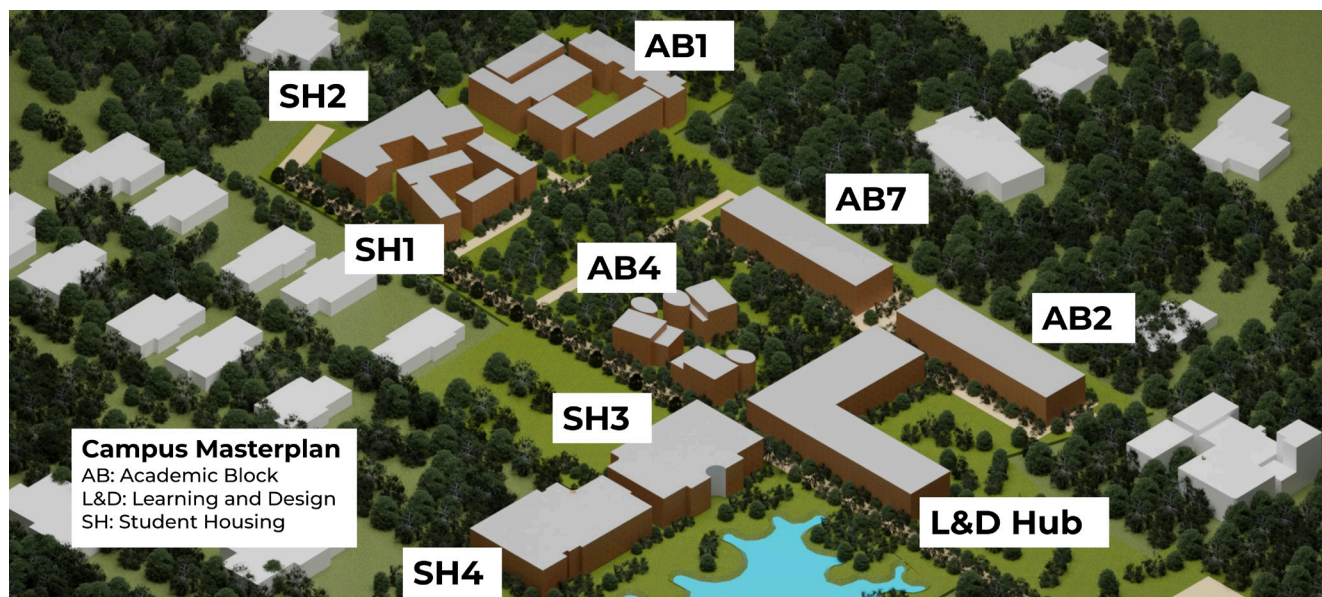 AB1
SH2
AB7
SH1
AB4
AB2
SH3
Campus Masterplan
AB: Academic Block
L&D: Learning and Design
SH: Student Housing
L&D Hub
SH4